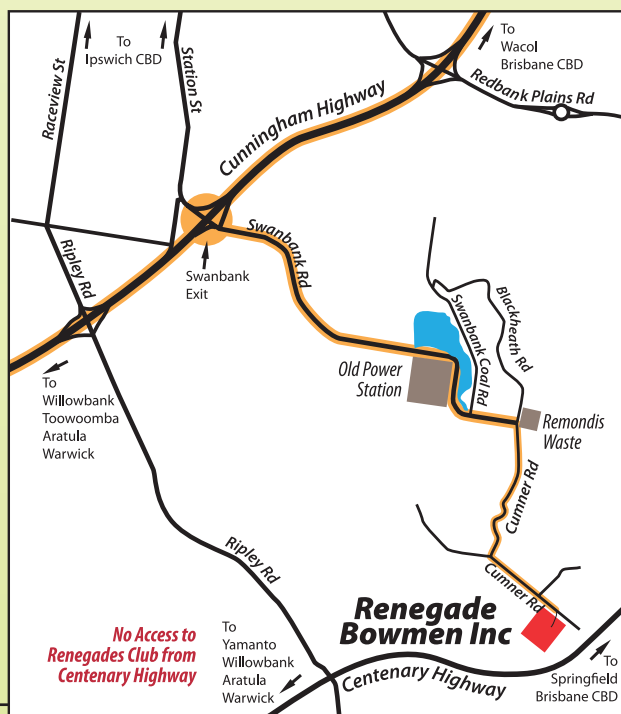 To
Ipswich CBD
Raceview St
Station St
Cunningham Highway
To
Wacol
Brisbane CBD
Redbank Plains Rd
Ripley Rd
Swanbank
Exit
Swanbank Rd
To
Willowbank
Toowoomba
Aratula
Warwick
Old Power
Station
Swanbank Coal Rd
Blackheath Rd
Remondis
Waste
Cumner Rd
Cumner Rd
Ripley Rd
Renegade
Bowmen Inc
No Access to
Renegades Club from
Centenary Highway
To
Yamanto
Willowbank
Aratula
Warwick
Centenary Highway
To
Springfield
Brisbane CBD